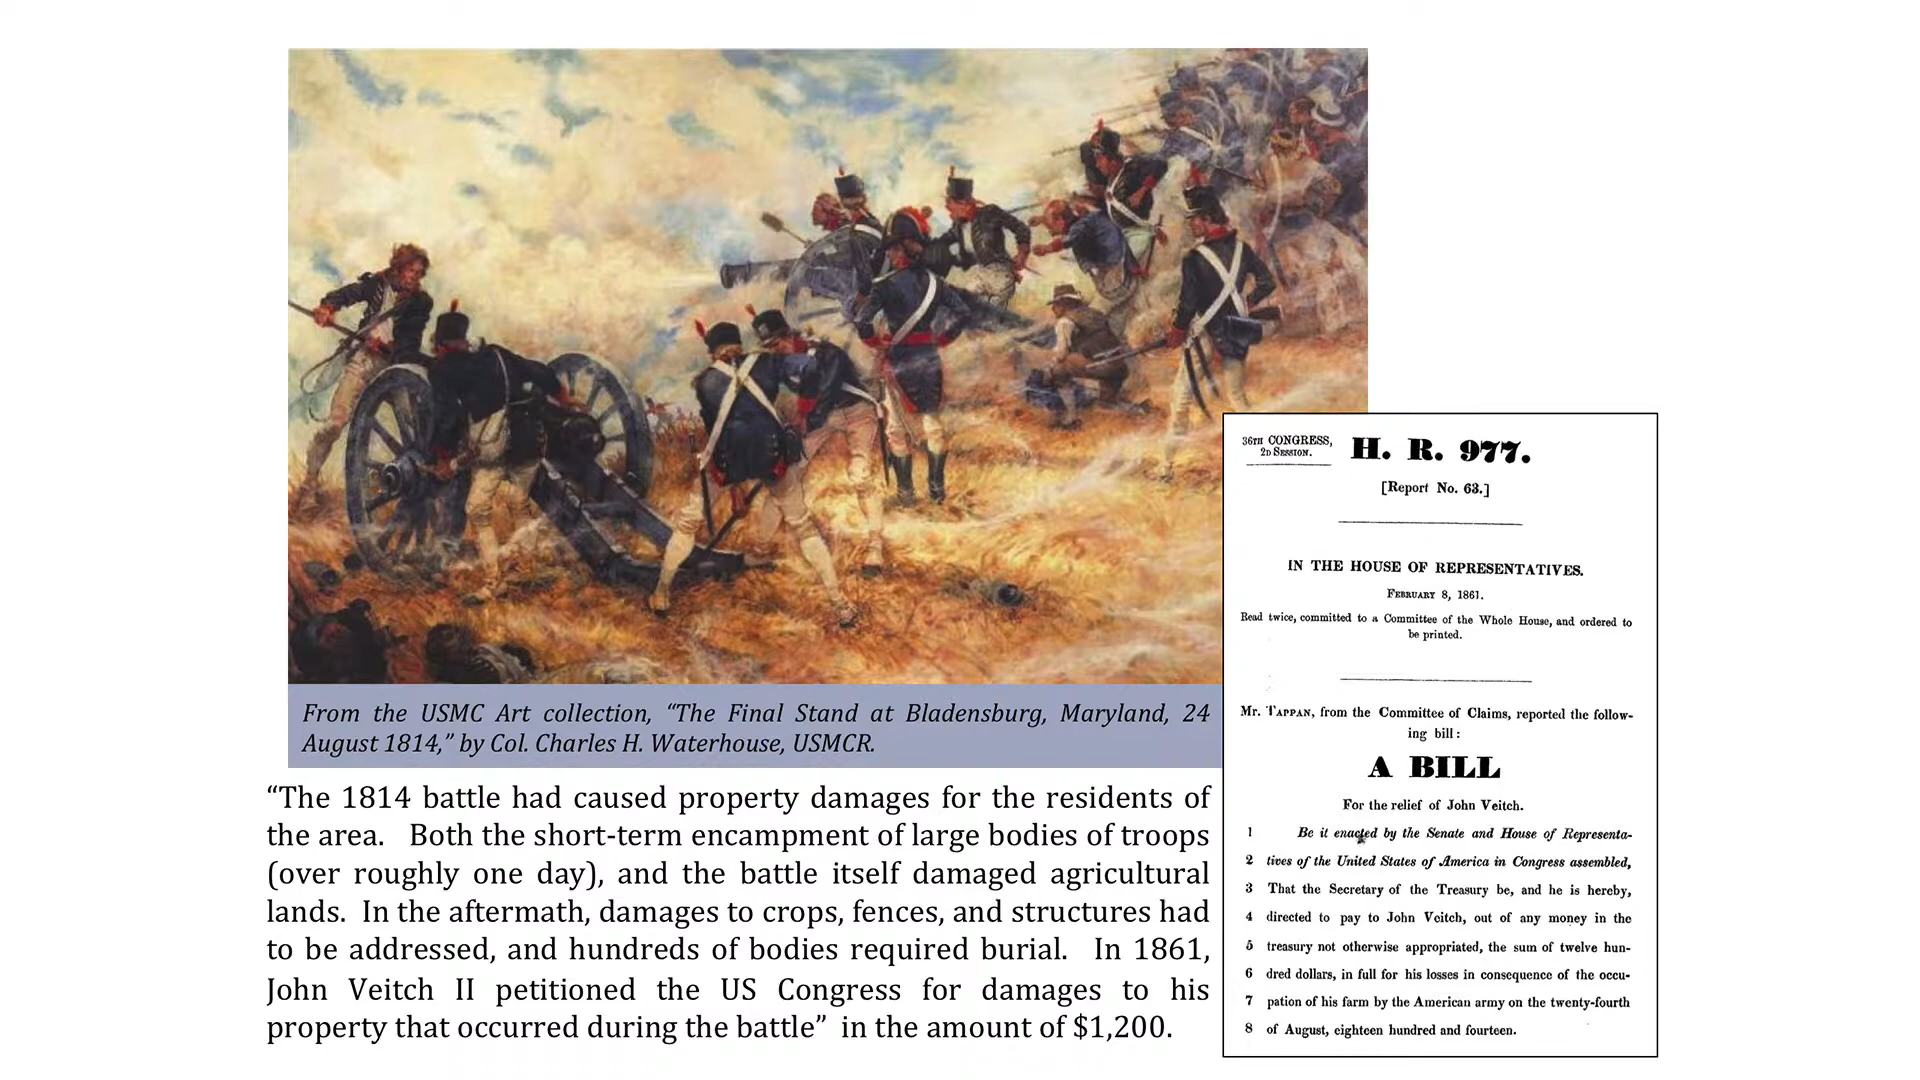 From the USMC Art collection, “The Final Stand at Bladensburg, Maryland, 24
August 1814,” by Col. Charles H. Waterhouse, USMCR.
“The 1814 battle had caused property damages for the residents of
the area. Both the short-term encampment of large bodies of troops
(over roughly one day), and the battle itself damaged agricultural
lands. In the aftermath, damages to crops, fences, and structures had
to be addressed, and hundreds of bodies required burial. In 1861,
John Veitch II petitioned the US Congress for damages to his
property that occurred during the battle” in the amount of $1,200.
36TH CONGRESS,
2D SESSION.
H. R. 977.
[Report No. 63.]
IN THE HOUSE OF REPRESENTATIVES.
FEBRUARY 8, 1861.
Read twice, committed to a Committee of the Whole House, and ordered to
be printed.
Mr. TAPPAN, from the Committee of Claims, reported the follow-
ing bill:
A BILL
For the relief of John Veitch.
1 Be it enacted by the Senate and House of Representa-
2 tives of the United States of America in Congress assembled,
3 That the Secretary of the Treasury be, and he is hereby,
4 directed to pay to John Veitch, out of any money in the
5 treasury not otherwise appropriated, the sum of twelve hun-
6 dred dollars, in full for his losses in consequence of the occu-
7 pation of his farm by the American army on the twenty-fourth
8 of August, eighteen hundred and fourteen.